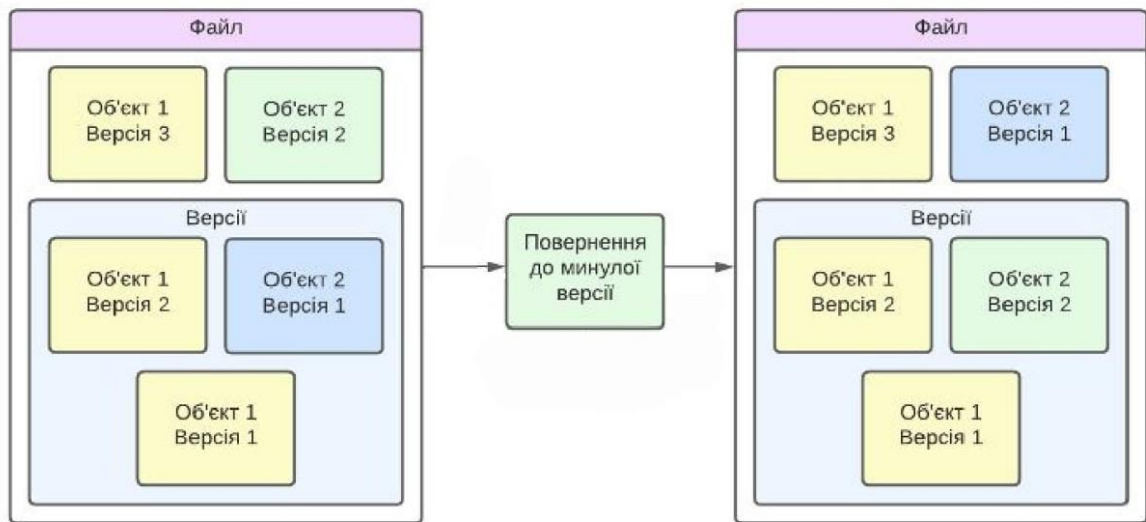 Файл
Об'єкт 1
Версія 3
Об'єкт 2
Версія 2
Версії
Об'єкт 1
Версія 2
Об'єкт 2
Версія 1
Об'єкт 1
Версія 1
Повернення
до минулої
версії
Файл
Об'єкт 1
Версія 3
Об'єкт 2
Версія 1
Версії
Об'єкт 1
Версія 2
Об'єкт 2
Версія 2
Об'єкт 1
Версія 1